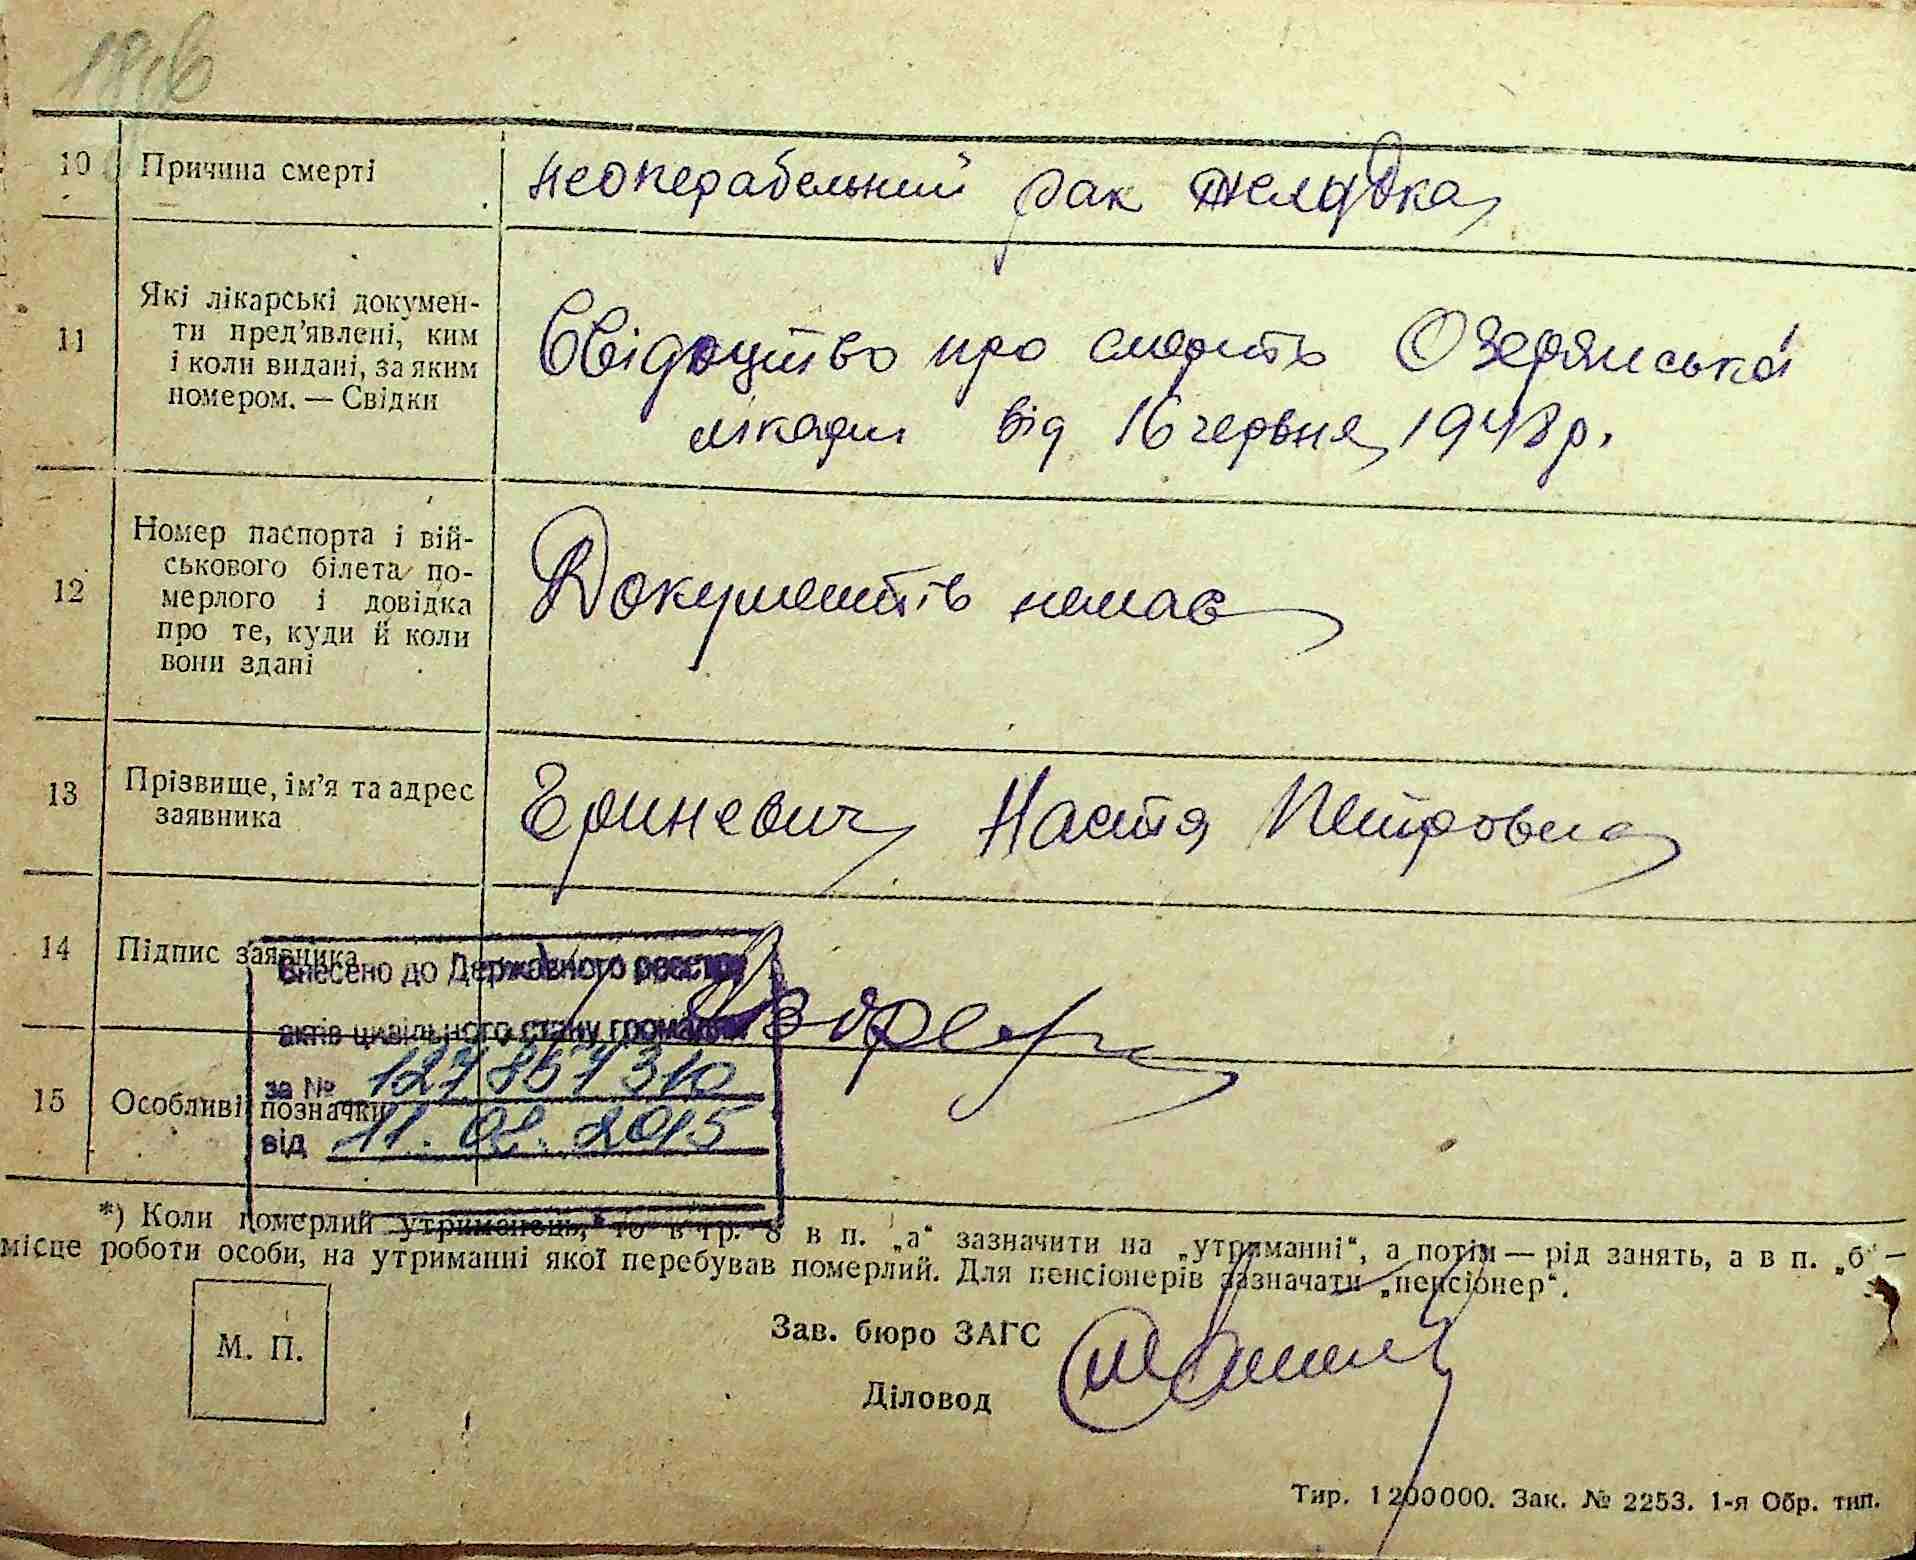 10 Причина смерті неоперабельний рак желудка
11 Які лікарські докумен-
ти пред'явлені, ким
і коли видані, за яким
номером. — Свідки
Свідоцтво про смерть Озерянська
лікарні від 16 червня 1948 р.
12 Номер паспорта і вій-
ськового білета по-
мерлого і довідка
про те, куди й коли
вони здані
Документів немає
13 Прізвище, ім'я та адрес
заявника
Гриневич Настя Петровна
14 Підпис заявника
Внесено до Державного реєстру
актів цивільного стану громадян
за №
15 Особливі позначки
від 11. 02. 2015
*) Коли померлий утриманець, то в гр. 8 в п. „а“ зазначити на „утриманні“, а потім — рід занять, а в п. „б“ —
місце роботи особи, на утриманні якої перебував померлий. Для пенсіонерів зазначати „пенсіонер“.
М. П.
Зав. бюро ЗАГС
Діловод
Тир. 1200000. Зак. № 2253. 1-я Обр. тип.